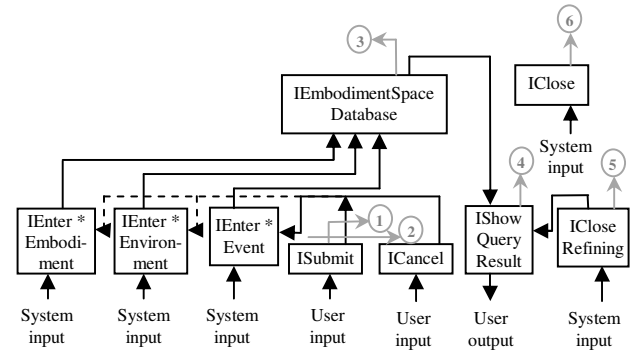 6
3
IClose
IEmbodimentSpace
Database
System
input
4
5
IEnter *
Embodi-
ment
IEnter *
Environ-
ment
IEnter *
Event
1
2
ISubmit
ICancel
IShow
Query
Result
IClose
Refining
System
input
System
input
System
input
User
input
User
input
User
output
System
input